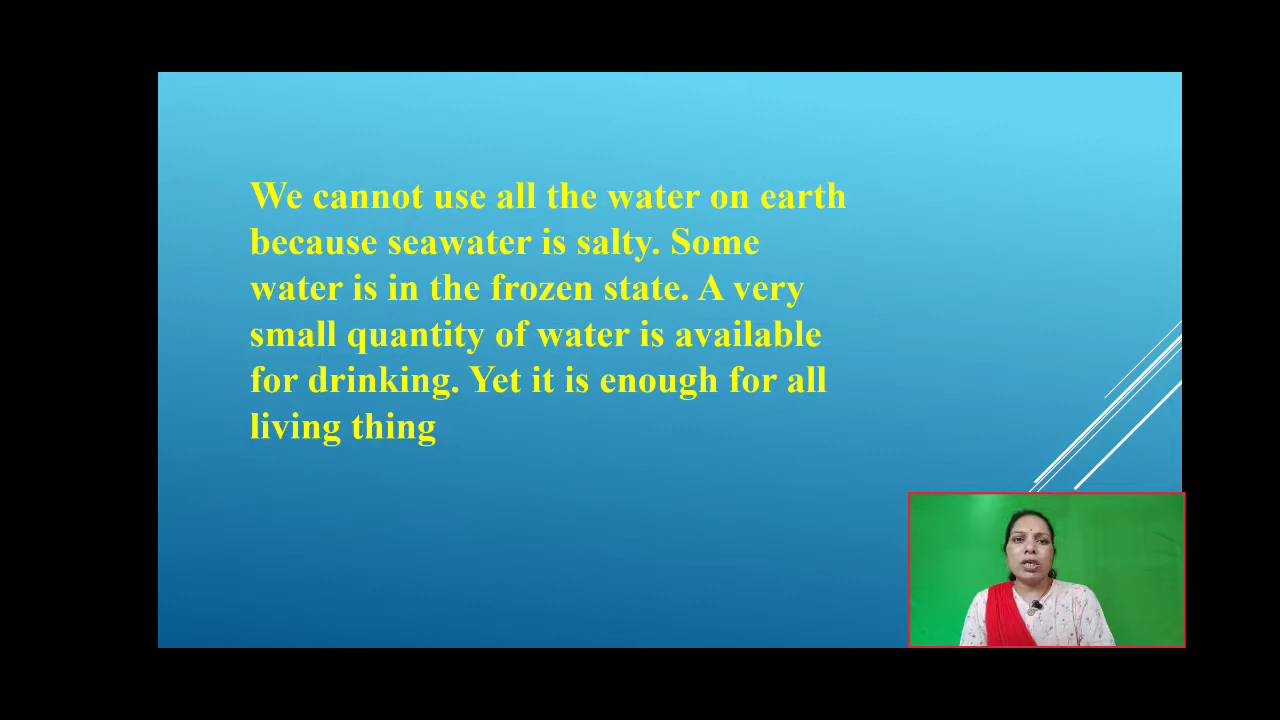 We cannot use all the water on earth
because seawater is salty. Some
water is in the frozen state. A very
small quantity of water is available
for drinking. Yet it is enough for all
living thing